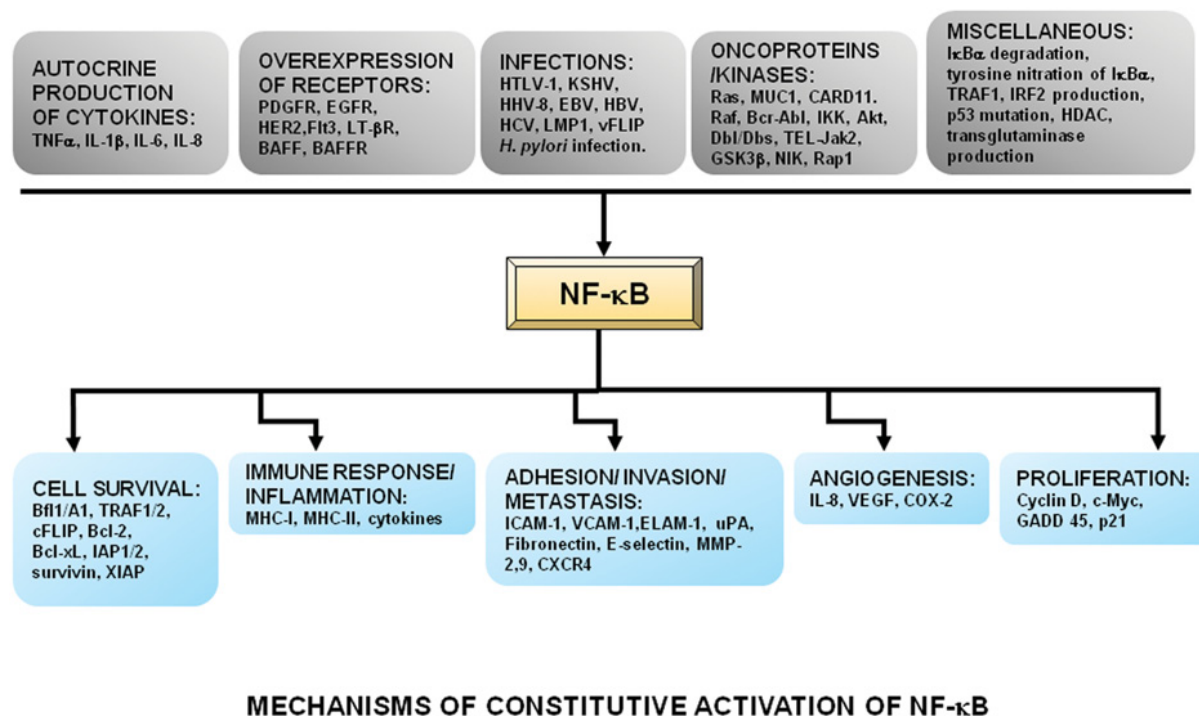 AUTOCRINE
PRODUCTION
OF CYTOKINES:
TNFα, IL-1β, IL-6, IL-8
OVEREXPRESSION
OF RECEPTORS:
PDGFR, EGFR,
HER2,Flt3, LT-βR,
BAFF, BAFFR
INFECTIONS:
HTLV-1, KSHV,
HHV-8, EBV, HBV,
HCV, LMP1, vFLIP
H. pylori infection.
ONCOPROTEINS
/KINASES:
Ras, MUC1, CARD11.
Raf, Bcr-Abl, IKK, Akt,
Dbl/Dbs, TEL-Jak2,
GSK3β, NIK, Rap1
MISCELLANEOUS:
IκBα degradation,
tyrosine nitration of IκBα,
TRAF1, IRF2 production,
p53 mutation, HDAC,
transglutaminase
production
NF-κB
CELL SURVIVAL:
Bfl1/A1, TRAF1/2,
cFLIP, Bcl-2,
Bcl-xL, IAP1/2,
survivin, XIAP
IMMUNE RESPONSE/
INFLAMMATION:
MHC-I, MHC-II, cytokines
ADHESION/ INVASION/
METASTASIS:
ICAM-1, VCAM-1,ELAM-1, uPA,
Fibronectin, E-selectin, MMP-
2,9, CXCR4
ANGIOGENESIS:
IL-8, VEGF, COX-2
PROLIFERATION:
Cyclin D, c-Myc,
GADD 45, p21
MECHANISMS OF CONSTITUTIVE ACTIVATION OF NF-κB